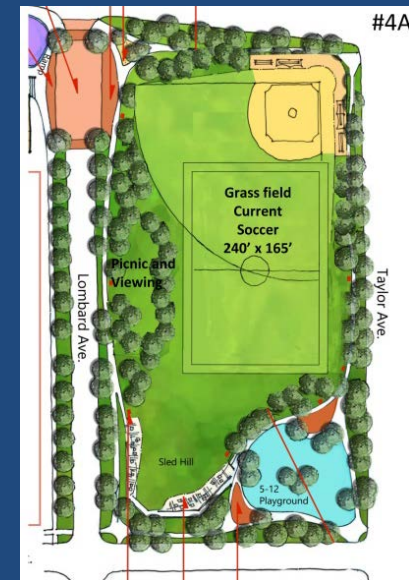 #4A
Ramp
Grass field
Current
Soccer
240' x 165'
Picnic and
Viewing
Lombard Ave.
Taylor Ave.
Sled Hill
5-12
Playground